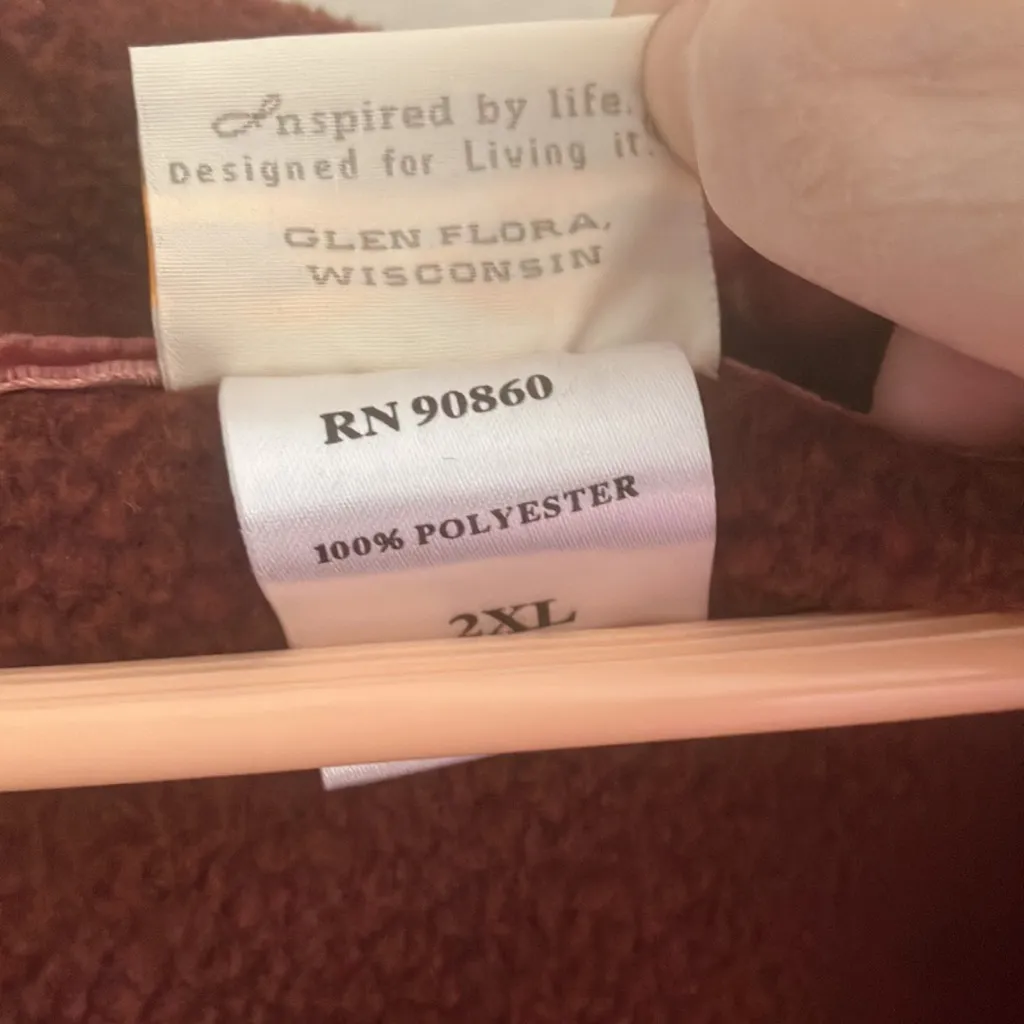 Inspired by life.
Designed for Living it.
GLEN FLORA,
WISCONSIN
RN 90860
100% POLYESTER
2XL